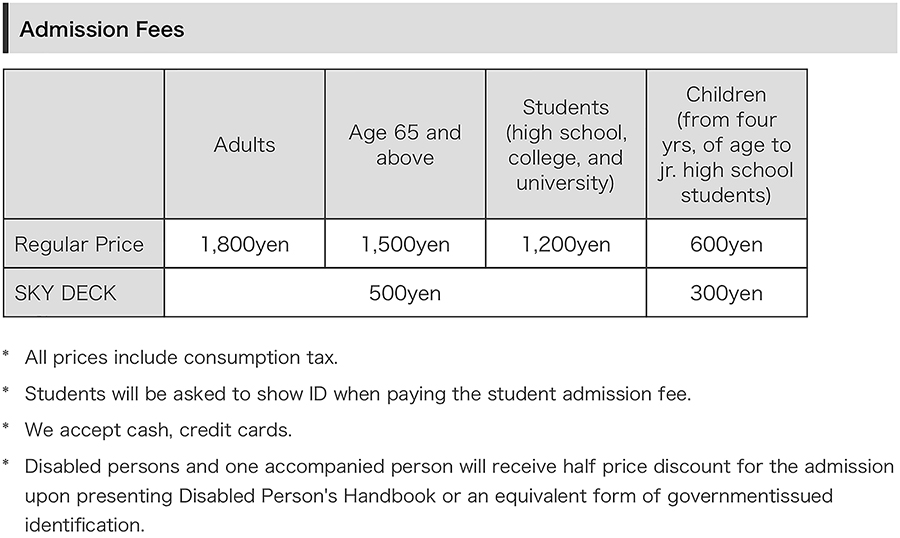 Admission Fees
Adults
Age 65 and
above
Students
(high school,
college, and
university)
Children
(from four
yrs, of age to
jr. high school
students)
Regular Price 1,800yen 1,500yen 1,200yen 600yen
SKY DECK 500yen 300yen
* All prices include consumption tax.
* Students will be asked to show ID when paying the student admission fee.
* We accept cash, credit cards.
* Disabled persons and one accompanied person will receive half price discount for the admission
upon presenting Disabled Person's Handbook or an equivalent form of governmentissued
identification.